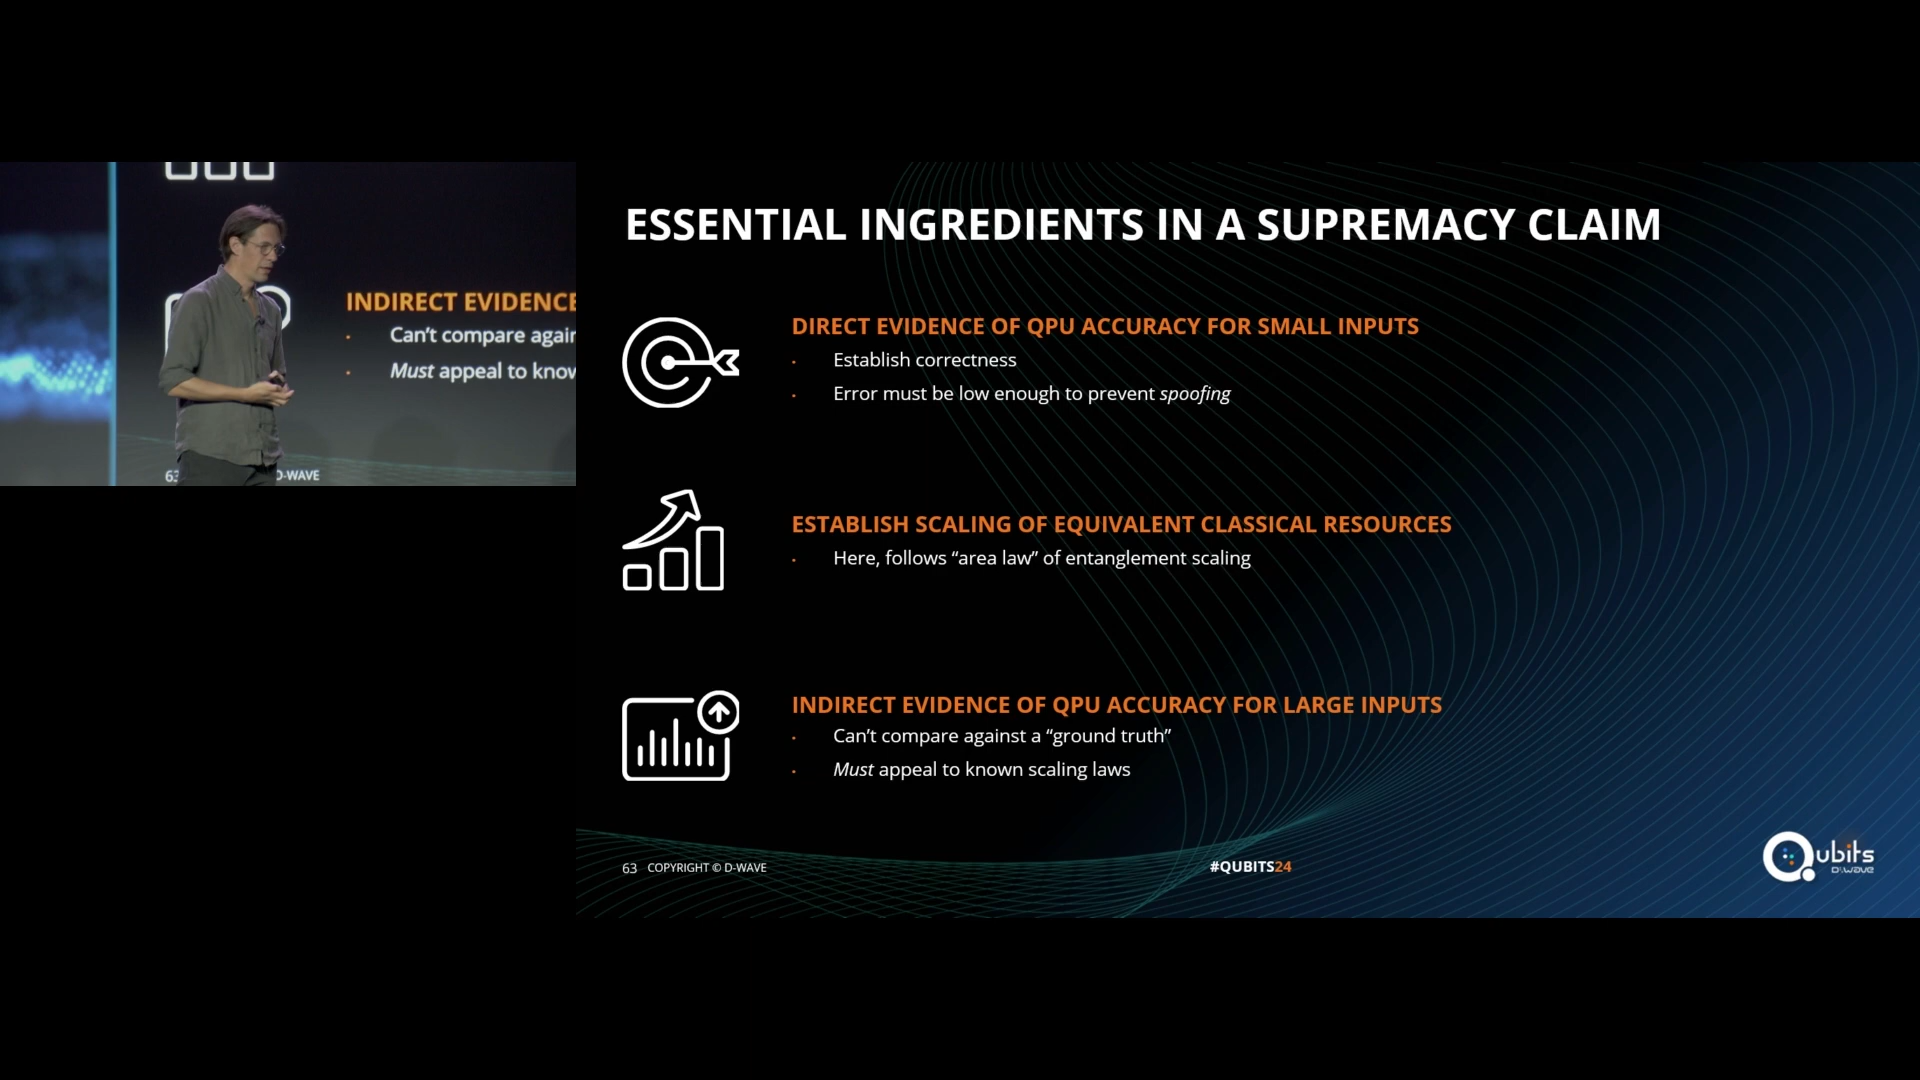 INDIRECT EVIDENCE
Can't compare again
Must appeal to know
63
D-WAVE
ESSENTIAL INGREDIENTS IN A SUPREMACY CLAIM
DIRECT EVIDENCE OF QPU ACCURACY FOR SMALL INPUTS
• Establish correctness
• Error must be low enough to prevent spoofing
ESTABLISH SCALING OF EQUIVALENT CLASSICAL RESOURCES
• Here, follows “area law” of entanglement scaling
INDIRECT EVIDENCE OF QPU ACCURACY FOR LARGE INPUTS
• Can’t compare against a “ground truth”
• Must appeal to known scaling laws
63 COPYRIGHT © D-WAVE
#QUBITS24
Qubits
D:WAVE